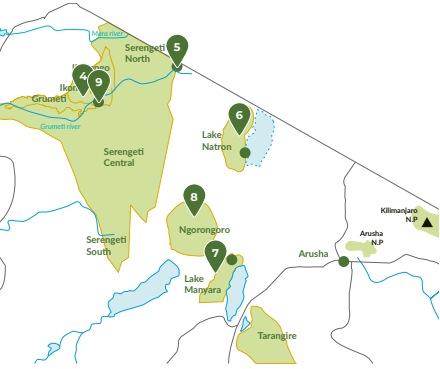 Mara river
Serengeti
North
5
4
9
Grumeti
Grumeti river
6
Lake
Natron
Serengeti
Central
8
Ngorongoro
Serengeti
South
7
Lake
Manyara
Arusha
Arusha
N.P
Kilimanjaro
N.P
Tarangire